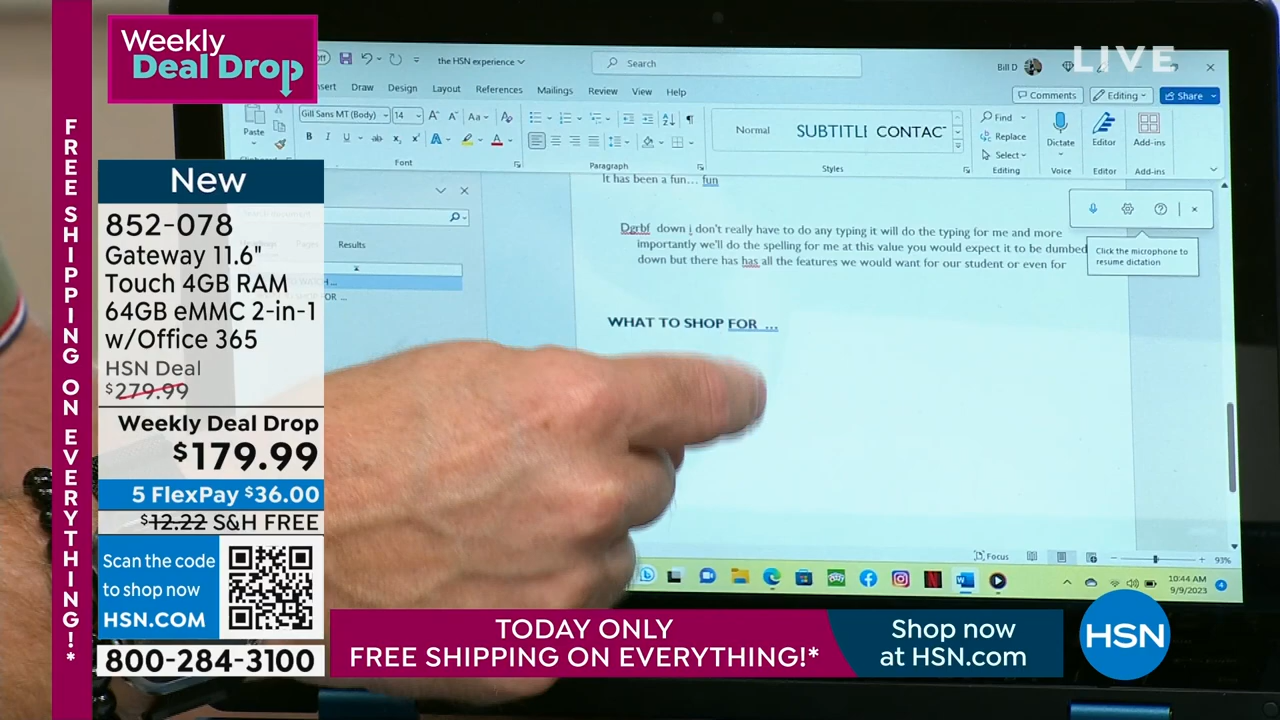 Weekly
Deal Drop
FREE SHIPPING ON EVERYTHING!*
New
852-078
Gateway 11.6"
Touch 4GB RAM
64GB eMMC 2-in-1
w/Office 365
HSN Deal
$279.99
Weekly Deal Drop
$179.99
5 FlexPay $36.00
$12.22 S&H FREE
Scan the code
to shop now
HSN.COM
800-284-3100
TODAY ONLY
FREE SHIPPING ON EVERYTHING!*
Shop now
at HSN.com
HSN
LIVE
the HSN experience
Search
Bill D
Draw Design Layout References Mailings Review View Help
Comments Editing Share
Paste
Gill Sans MT (Body) 14
B I U ab
Normal SUBTITLE CONTAC
Find
Replace
Select
Dictate
Editor
Add-ins
Font Paragraph Styles Editing Voice Editor Add-ins
It has been a fun... fun
Results
Dgrbf down i don't really have to do any typing it will do the typing for me and more
importantly we'll do the spelling for me at this value you would expect it to be dumbed
down but there has has all the features we would want for our student or even for
Click the microphone to
resume dictation
WHAT TO SHOP FOR ...
Focus
93%
10:44 AM
9/9/2023